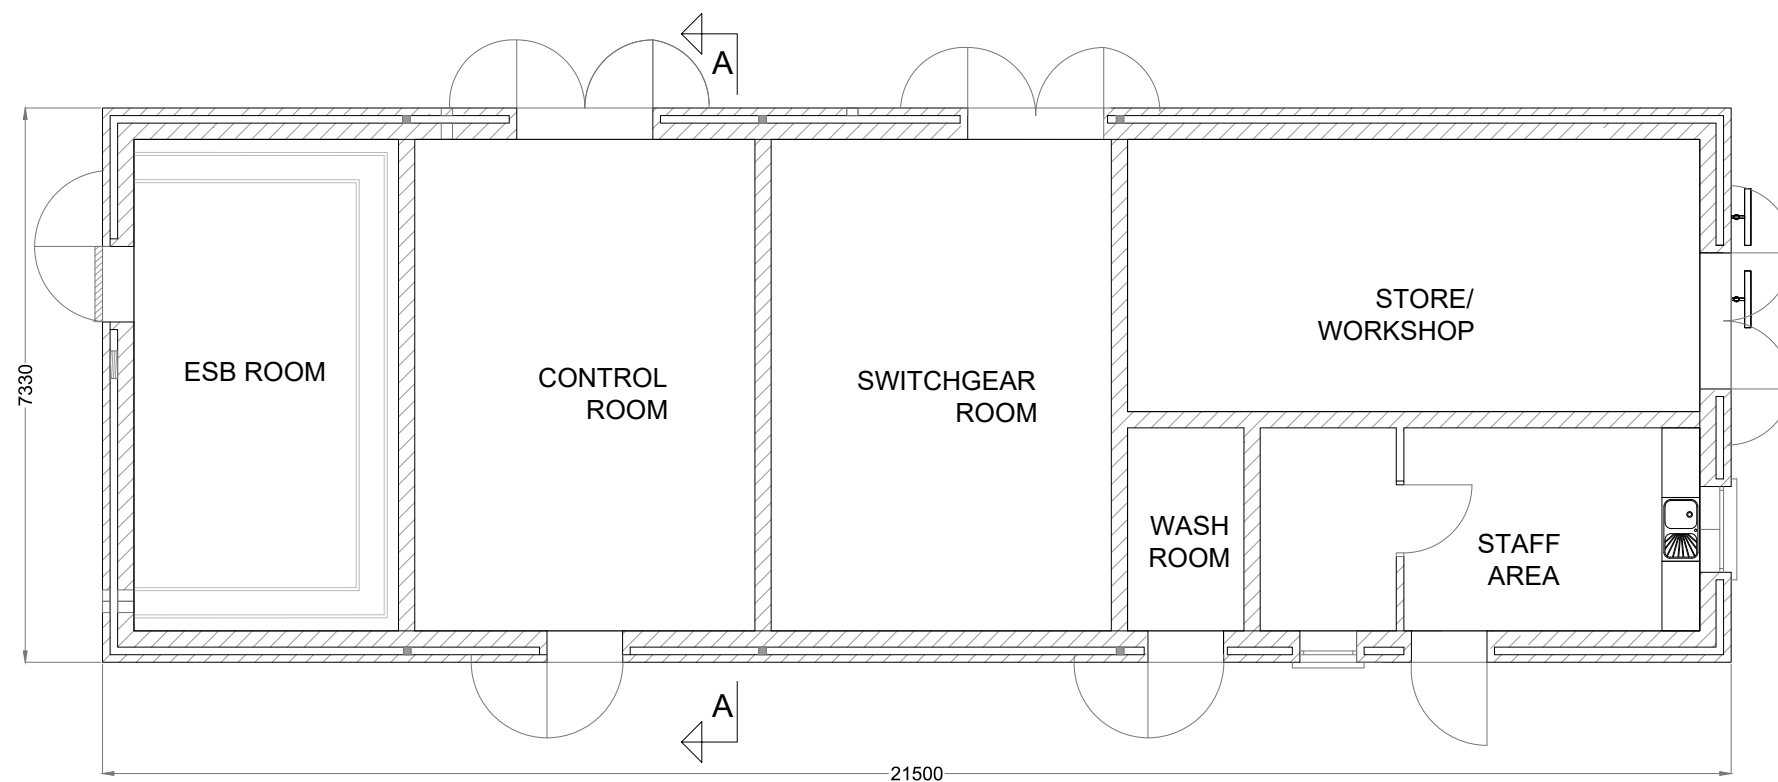 A
7330
ESB ROOM
CONTROL
ROOM
SWITCHGEAR
ROOM
STORE/
WORKSHOP
WASH
ROOM
STAFF
AREA
A
21500